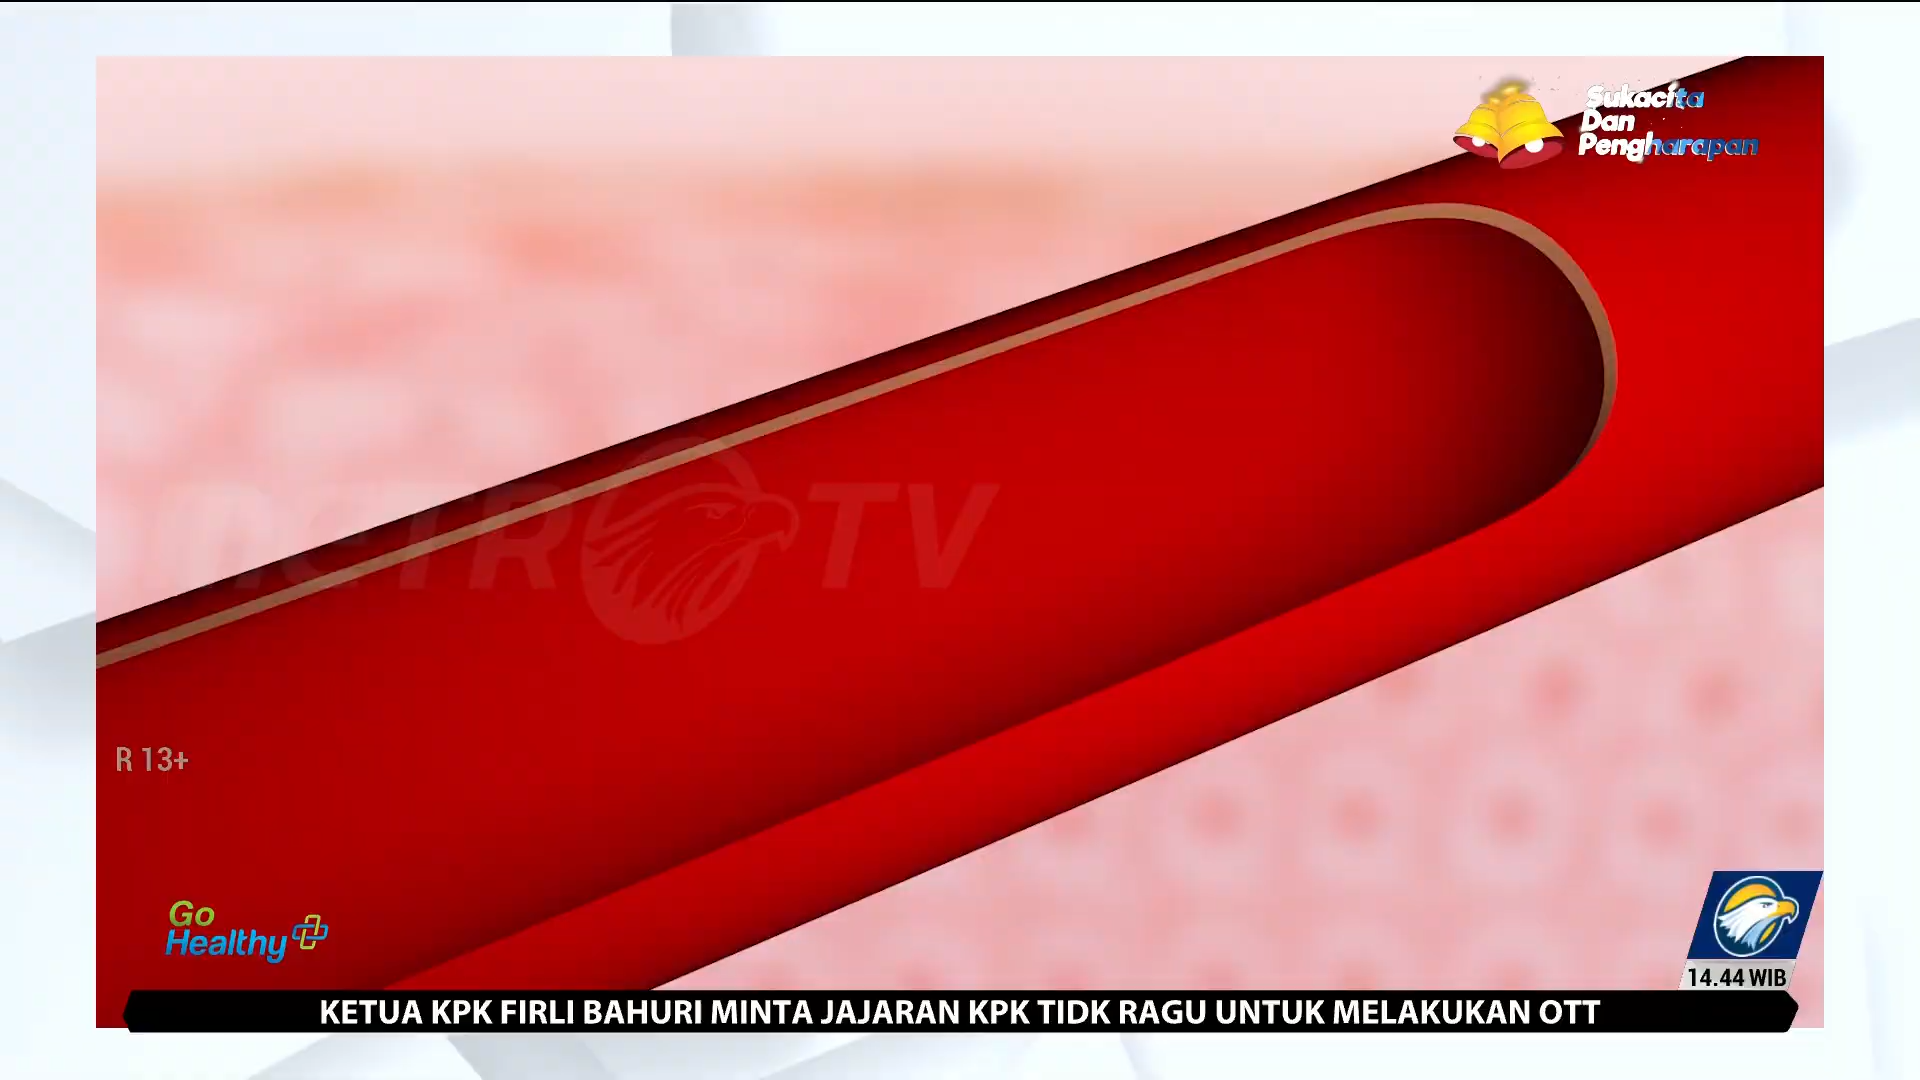 Sukacita
Dan
Pengharapan
METRO TV
R 13+
Go
Healthy
14.44 WIB
KETUA KPK FIRLI BAHURI MINTA JAJARAN KPK TIDK RAGU UNTUK MELAKUKAN OTT